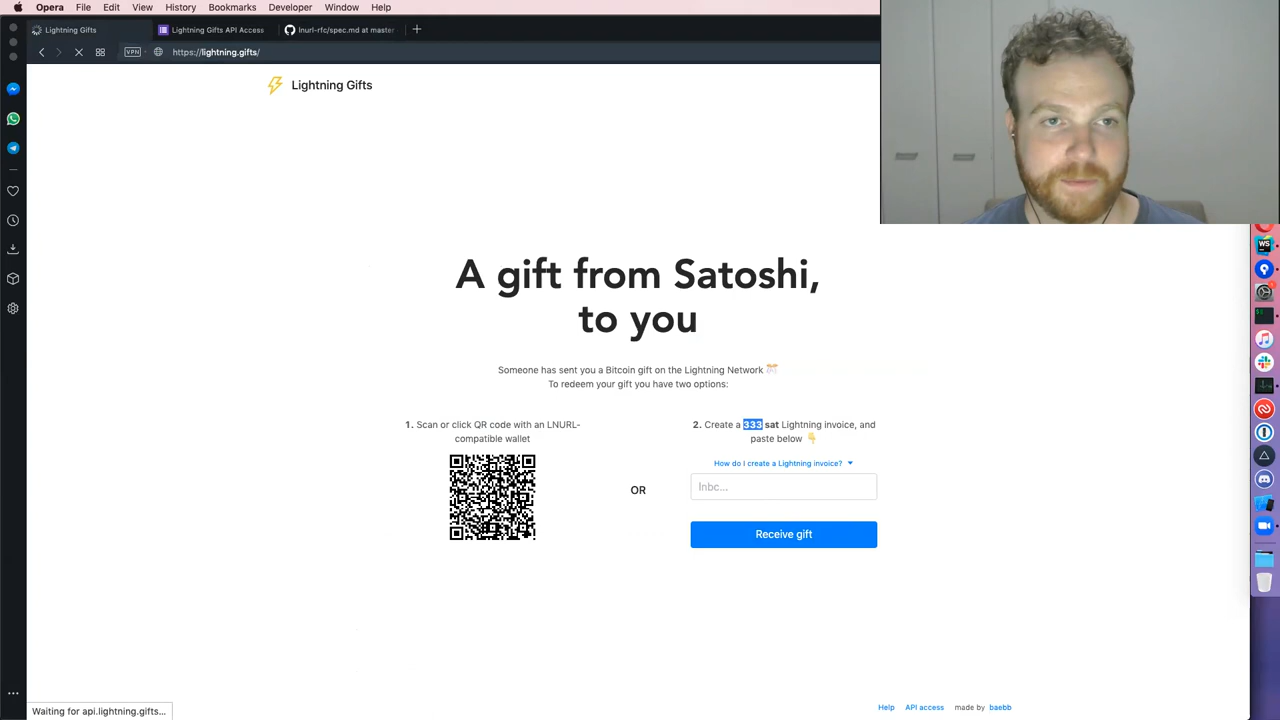 Opera File Edit View History Bookmarks Developer Window Help
Lightning Gifts
Lightning Gifts API Access
lnurl-rfc/spec.md at master
VPN
https://lightning.gifts/
Lightning Gifts
A gift from Satoshi,
to you
Someone has sent you a Bitcoin gift on the Lightning Network
To redeem your gift you have two options:
1. Scan or click QR code with an LNURL-
compatible wallet
OR
2. Create a 333 sat Lightning invoice, and
paste below
How do I create a Lightning invoice?
lnbc...
Receive gift
Waiting for api.lightning.gifts...
Help API access made by baebb